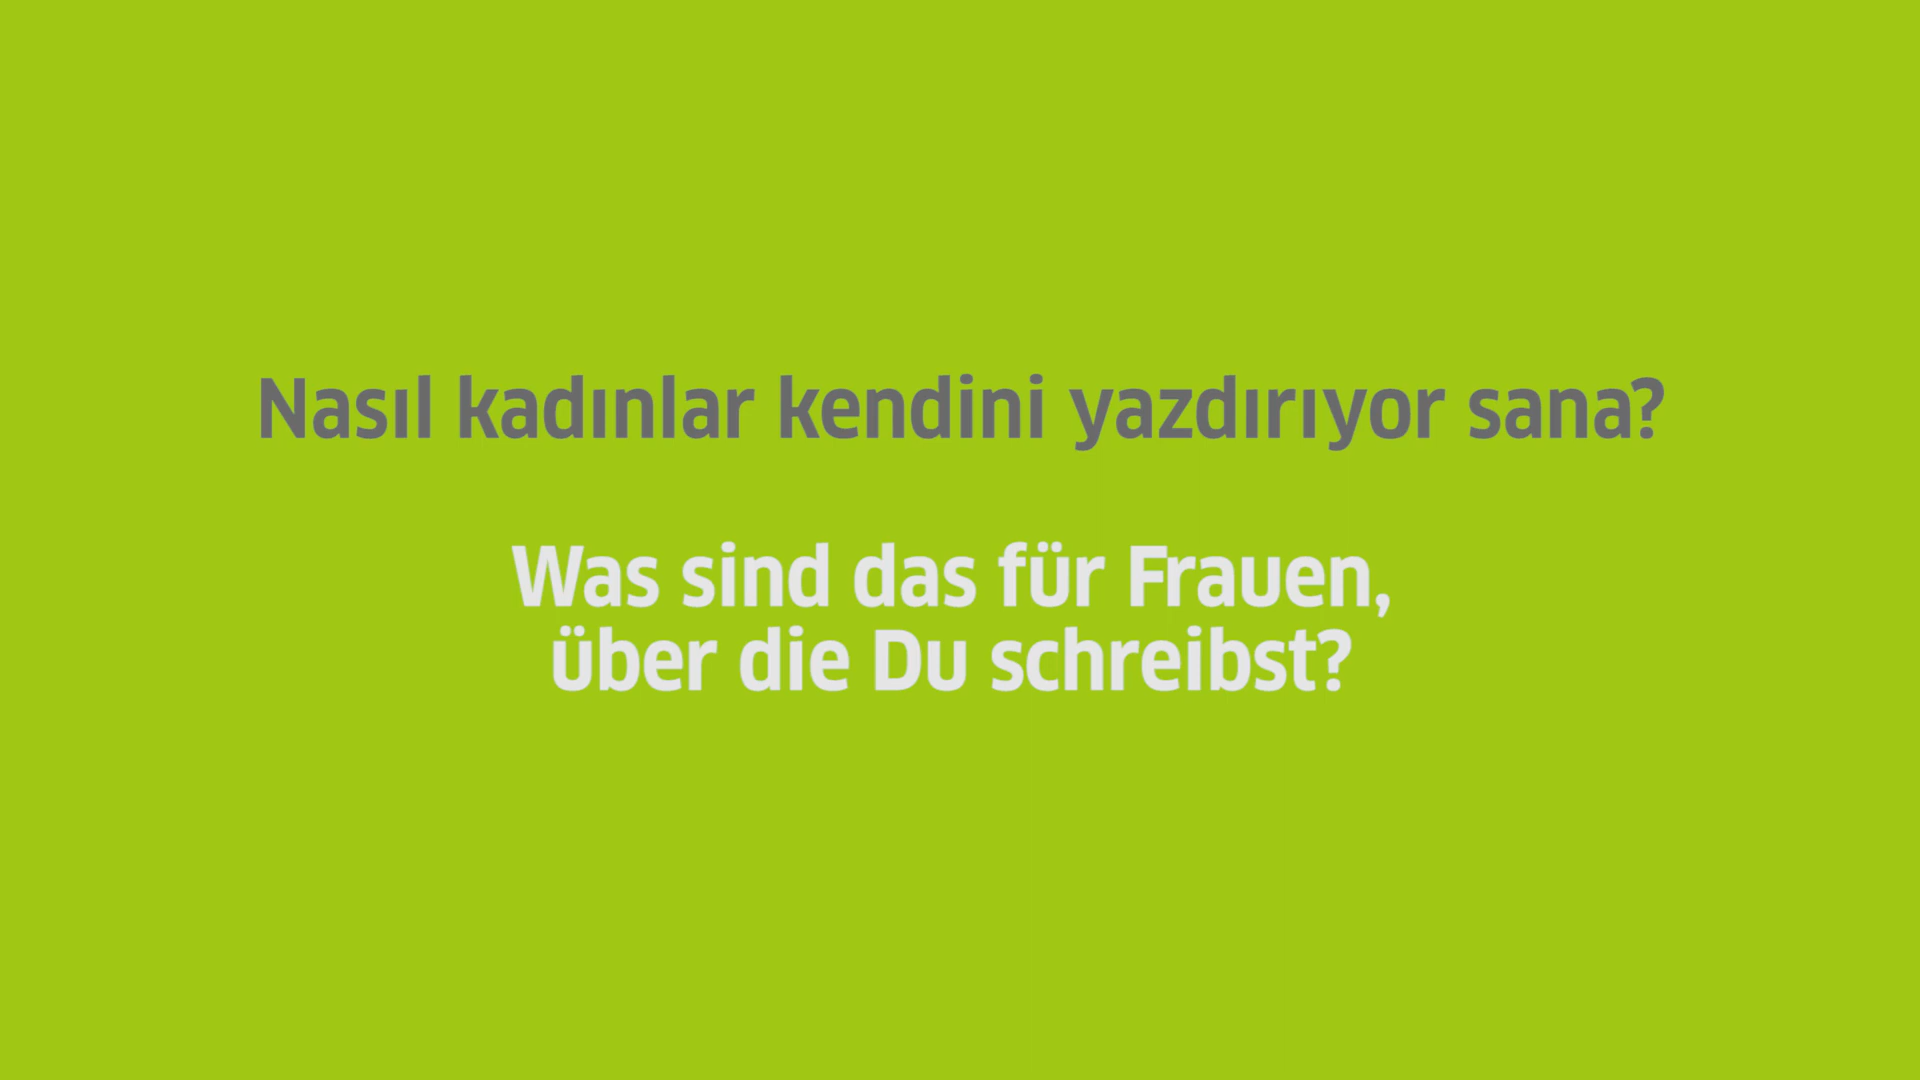 Nasıl kadınlar kendini yazdırıyor sana?
Was sind das für Frauen,
über die Du schreibst?